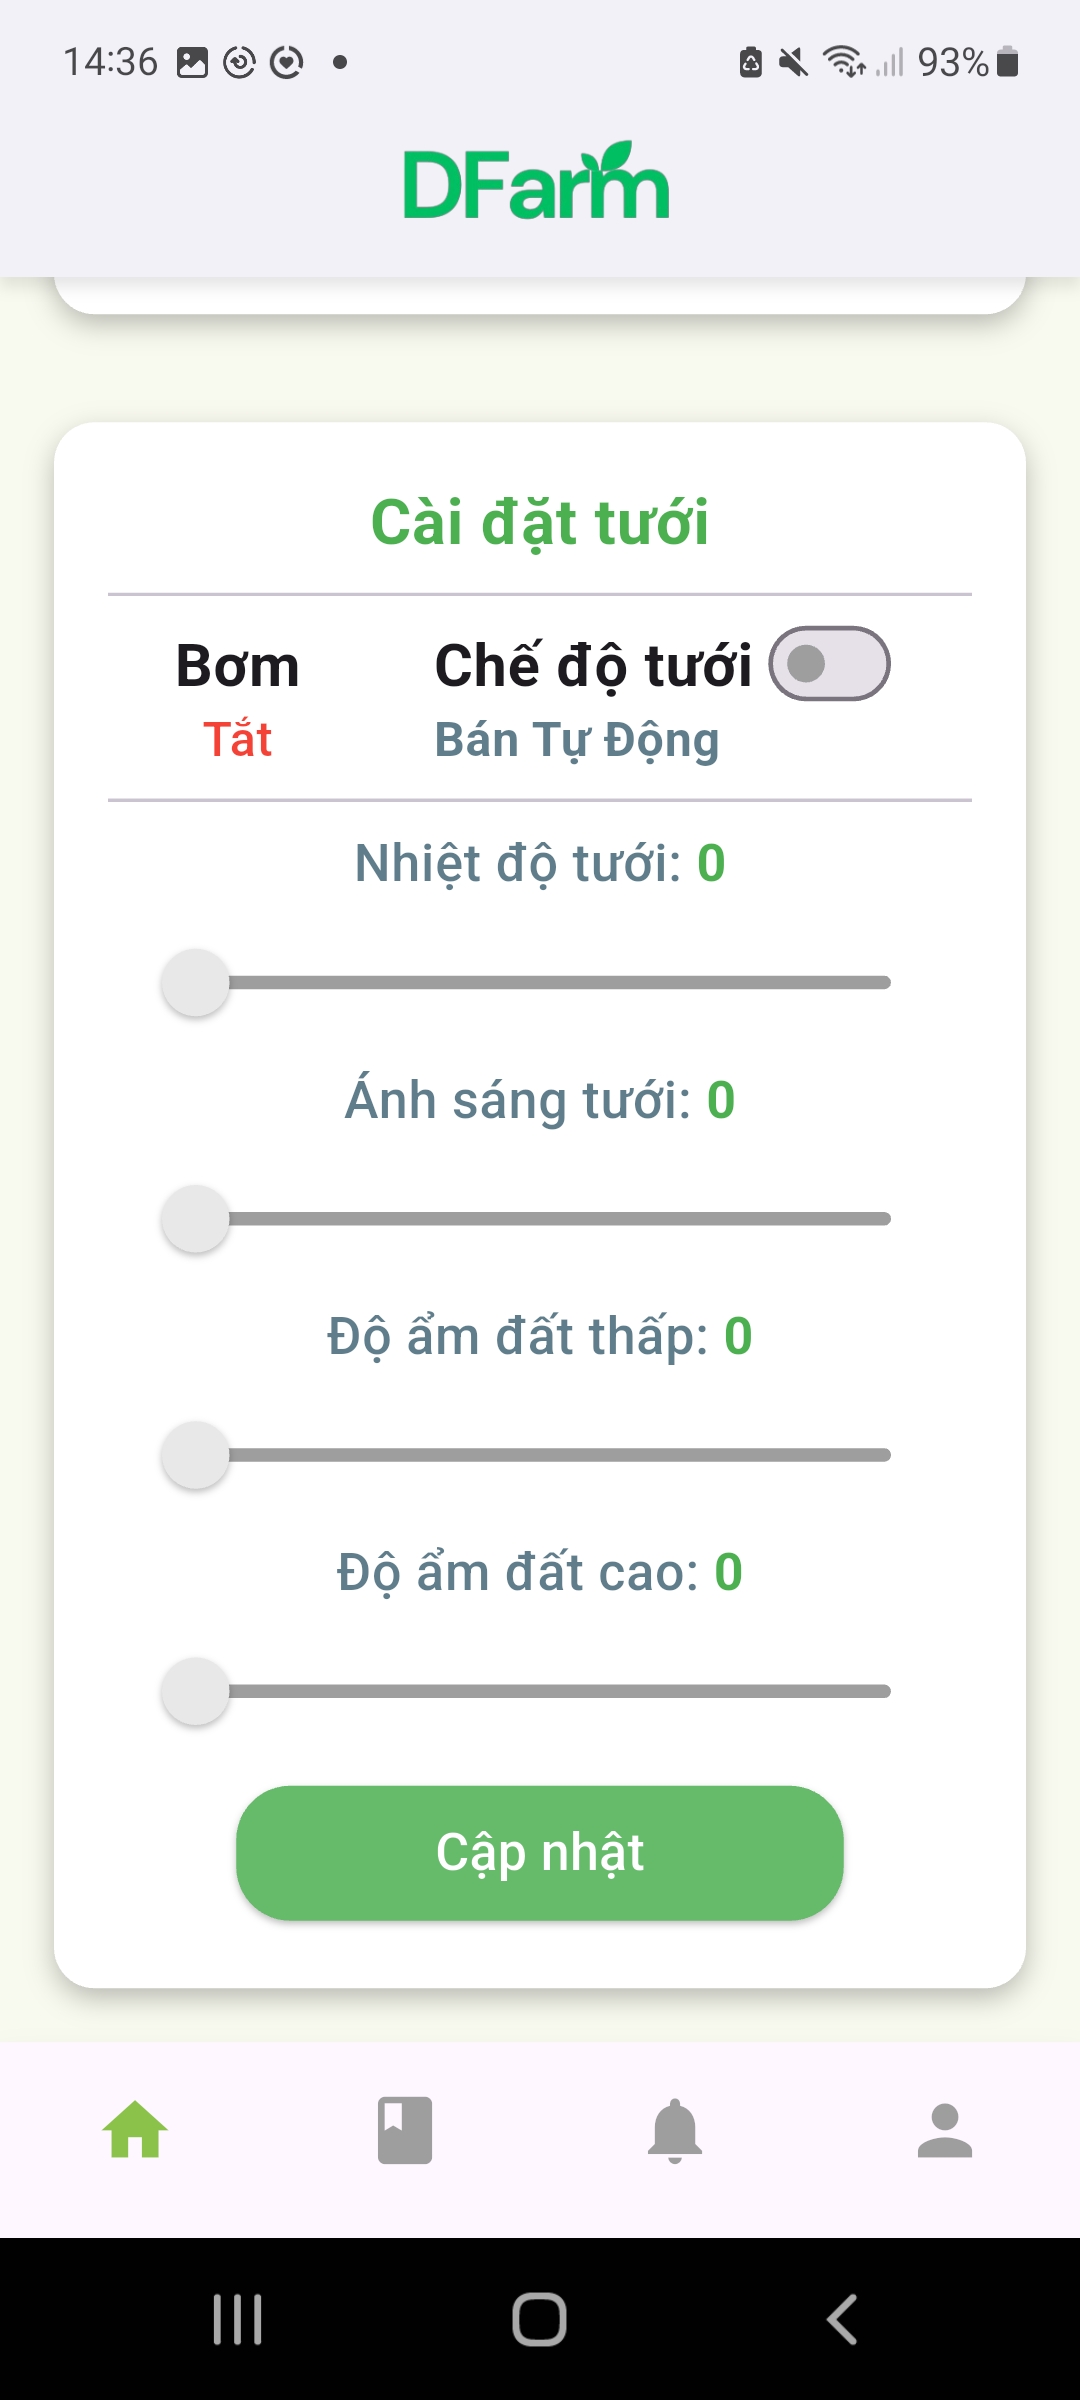 14:36 93%
DFarm
Cài đặt tưới
Bơm Chế độ tưới
Tắt Bán Tự Động
Nhiệt độ tưới: 0
Ánh sáng tưới: 0
Độ ẩm đất thấp: 0
Độ ẩm đất cao: 0
Cập nhật